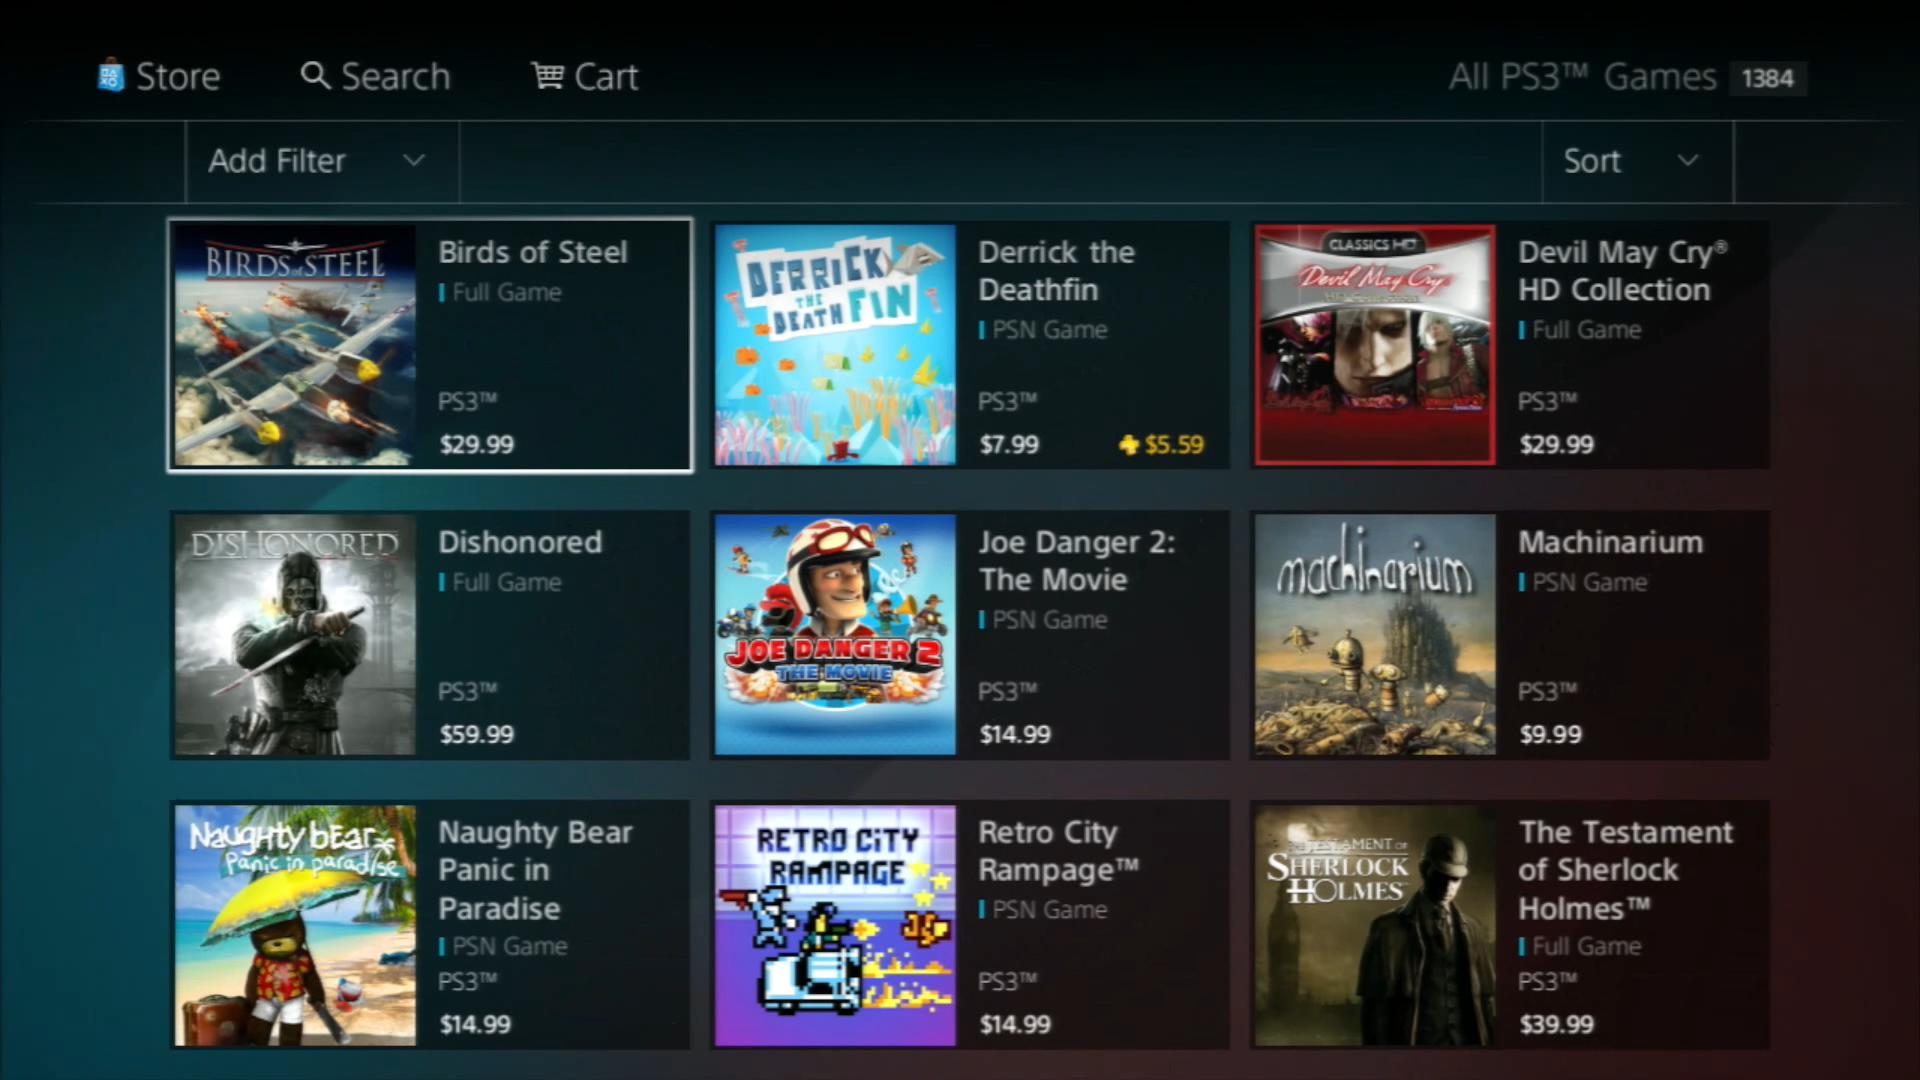 Store
Search
Cart
All PS3™ Games 1384
Add Filter
Sort
BIRDS of STEEL
Birds of Steel
Full Game
PS3™
$29.99
DERRICK
THE
DEATHFIN
Derrick the
Deathfin
PSN Game
PS3™
$7.99
$5.59
CLASSICS HD
Devil May Cry
HD Collection
Devil May Cry®
HD Collection
Full Game
PS3™
$29.99
DISHONORED
Dishonored
Full Game
PS3™
$59.99
JOE DANGER 2
THE MOVIE
Joe Danger 2:
The Movie
PSN Game
PS3™
$14.99
machinarium
Machinarium
PSN Game
PS3™
$9.99
Naughty bear
Panic in paradise
Naughty Bear
Panic in
Paradise
PSN Game
PS3™
$14.99
RETRO CITY
RAMPAGE
Retro City
Rampage™
PSN Game
PS3™
$14.99
THE TESTAMENT OF
SHERLOCK
HOLMES
The Testament
of Sherlock
Holmes™
Full Game
PS3™
$39.99